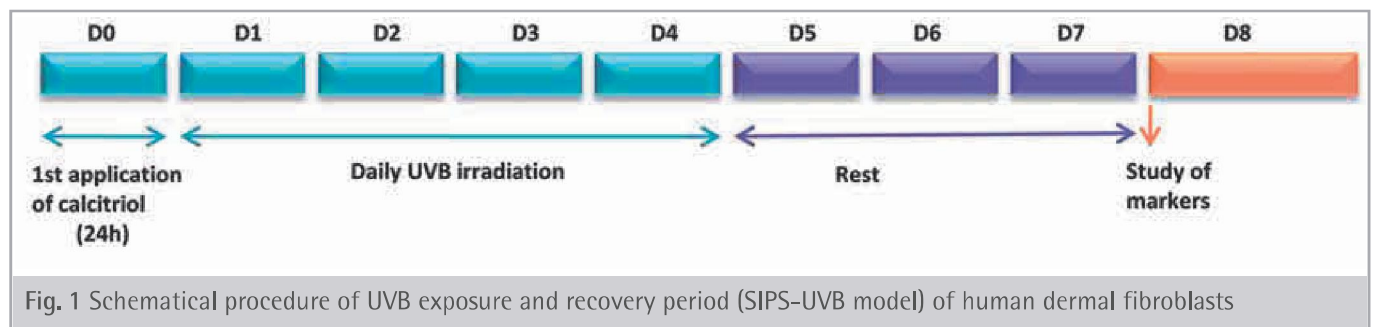 D0 D1 D2 D3 D4 D5 D6 D7 D8
1st application
of calcitriol
(24h)
Daily UVB irradiation
Rest
Study of
markers
Fig. 1 Schematical procedure of UVB exposure and recovery period (SIPS-UVB model) of human dermal fibroblasts